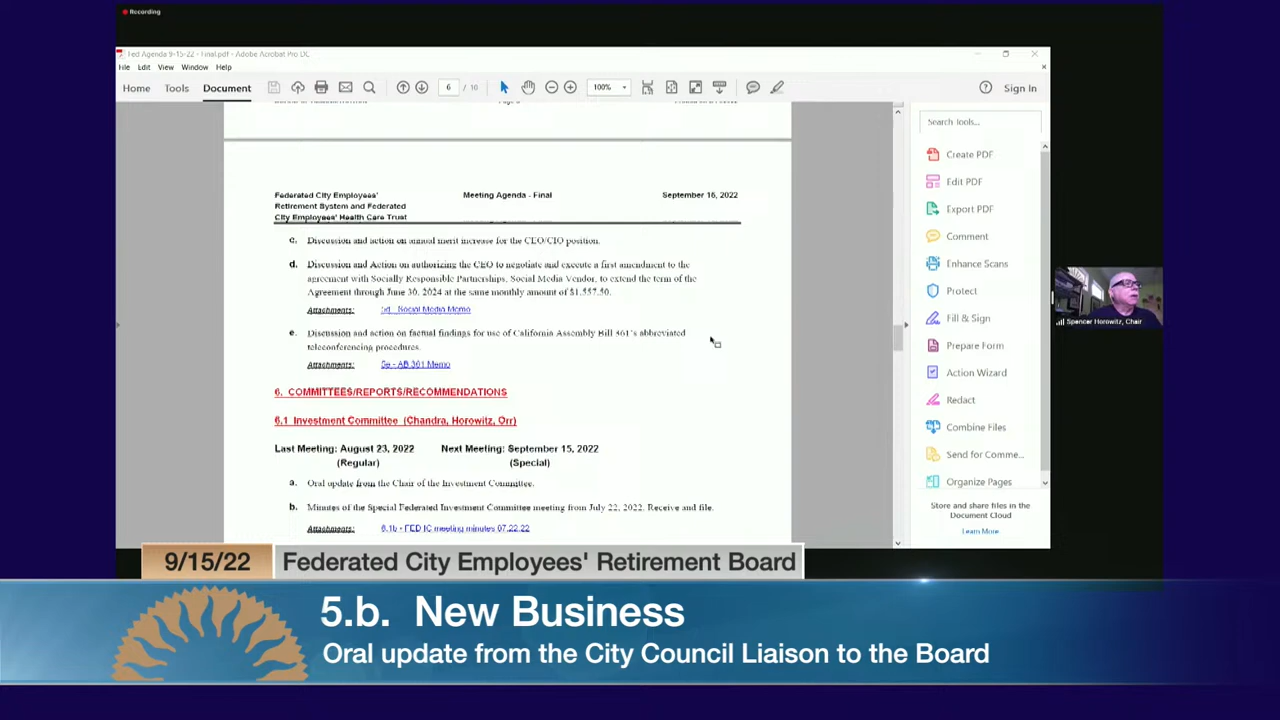 Recording
Fed Agenda 9-15-22 - Final.pdf - Adobe Acrobat Pro DC
File Edit View Window Help
Home Tools Document 6 / 10 100% Sign In
Search Tools...
Create PDF
Edit PDF
Export PDF
Comment
Enhance Scans
Protect
Fill & Sign
Prepare Form
Action Wizard
Redact
Combine Files
Send for Comme...
Organize Pages
Store and share files in the
Document Cloud
Learn More
Federated City Employees' Meeting Agenda - Final September 15, 2022
Retirement System and Federated
City Employees' Health Care Trust
c. Discussion and action on annual merit increase for the CEO/CIO position.
d. Discussion and Action on authorizing the CEO to negotiate and execute a first amendment to the
agreement with Socially Responsible Partnerships, Social Media Vendor, to extend the term of the
Agreement through June 30, 2024 at the same monthly amount of $1,557.50.
Attachments: 5d - Social Media Memo
e. Discussion and action on factual findings for use of California Assembly Bill 361's abbreviated
teleconferencing procedures.
Attachments: 5e - AB 361 Memo
6. COMMITTEES/REPORTS/RECOMMENDATIONS
6.1 Investment Committee (Chandra, Horowitz, Orr)
Last Meeting: August 23, 2022 Next Meeting: September 15, 2022
(Regular) (Special)
a. Oral update from the Chair of the Investment Committee.
b. Minutes of the Special Federated Investment Committee meeting from July 22, 2022. Receive and file.
Attachments: 6.1b - FED IC meeting minutes 07.22.22
Spencer Horowitz, Chair
9/15/22 Federated City Employees' Retirement Board
5.b. New Business
Oral update from the City Council Liaison to the Board